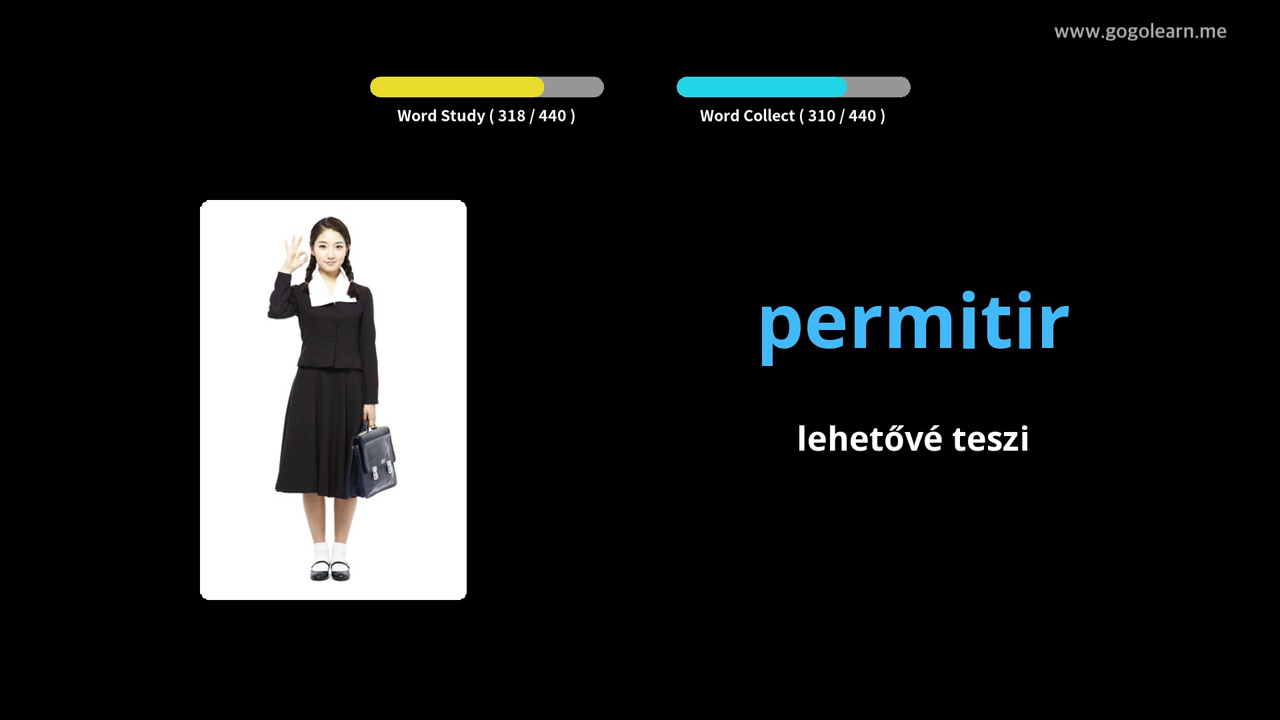 www.gogolearn.me
Word Study ( 318 / 440 )
Word Collect ( 310 / 440 )
permitir
lehetővé teszi